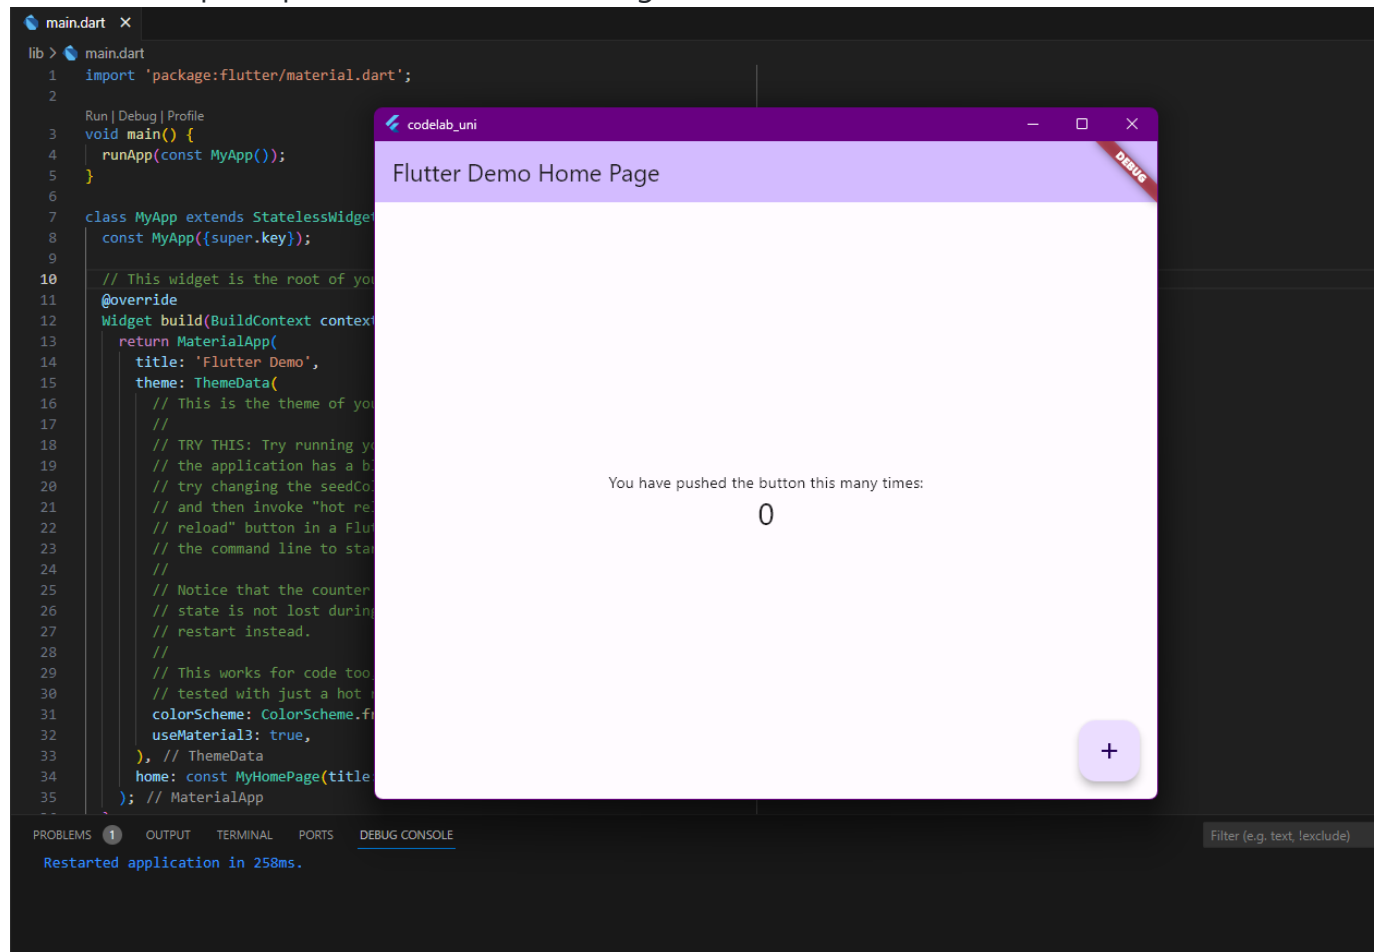 main.dart
lib > main.dart
1 import 'package:flutter/material.dart';
2
Run | Debug | Profile
3 void main() {
4 runApp(const MyApp());
5 }
6
7 class MyApp extends StatelessWidget
8 const MyApp({super.key});
9
10 // This widget is the root of you
11 @override
12 Widget build(BuildContext context
13 return MaterialApp(
14 title: 'Flutter Demo',
15 theme: ThemeData(
16 // This is the theme of you
17 //
18 // TRY THIS: Try running yo
19 // the application has a bl
20 // try changing the seedCol
21 // and then invoke "hot rel
22 // reload" button in a Flut
23 // the command line to star
24 //
25 // Notice that the counter
26 // state is not lost during
27 // restart instead.
28 //
29 // This works for code too,
30 // tested with just a hot r
31 colorScheme: ColorScheme.fr
32 useMaterial3: true,
33 ), // ThemeData
34 home: const MyHomePage(title:
35 ); // MaterialApp
codelab_uni
Flutter Demo Home Page
DEBUG
You have pushed the button this many times:
0
+
PROBLEMS 1 OUTPUT TERMINAL PORTS DEBUG CONSOLE
Filter (e.g. text, !exclude)
Restarted application in 258ms.